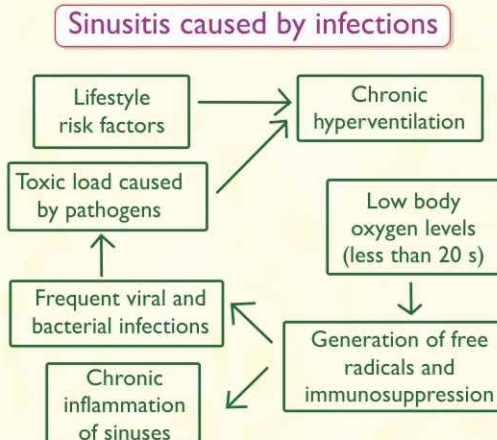 Sinusitis caused by infections
Lifestyle
risk factors
Chronic
hyperventilation
Toxic load caused
by pathogens
Low body
oxygen levels
(less than 20 s)
Frequent viral and
bacterial infections
Generation of free
radicals and
immunosuppression
Chronic
inflammation
of sinuses